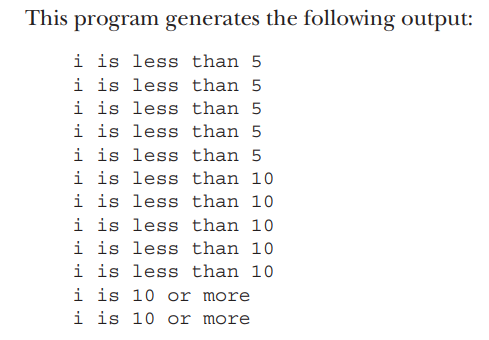 This program generates the following output:
i is less than 5
i is less than 5
i is less than 5
i is less than 5
i is less than 5
i is less than 10
i is less than 10
i is less than 10
i is less than 10
i is less than 10
i is 10 or more
i is 10 or more